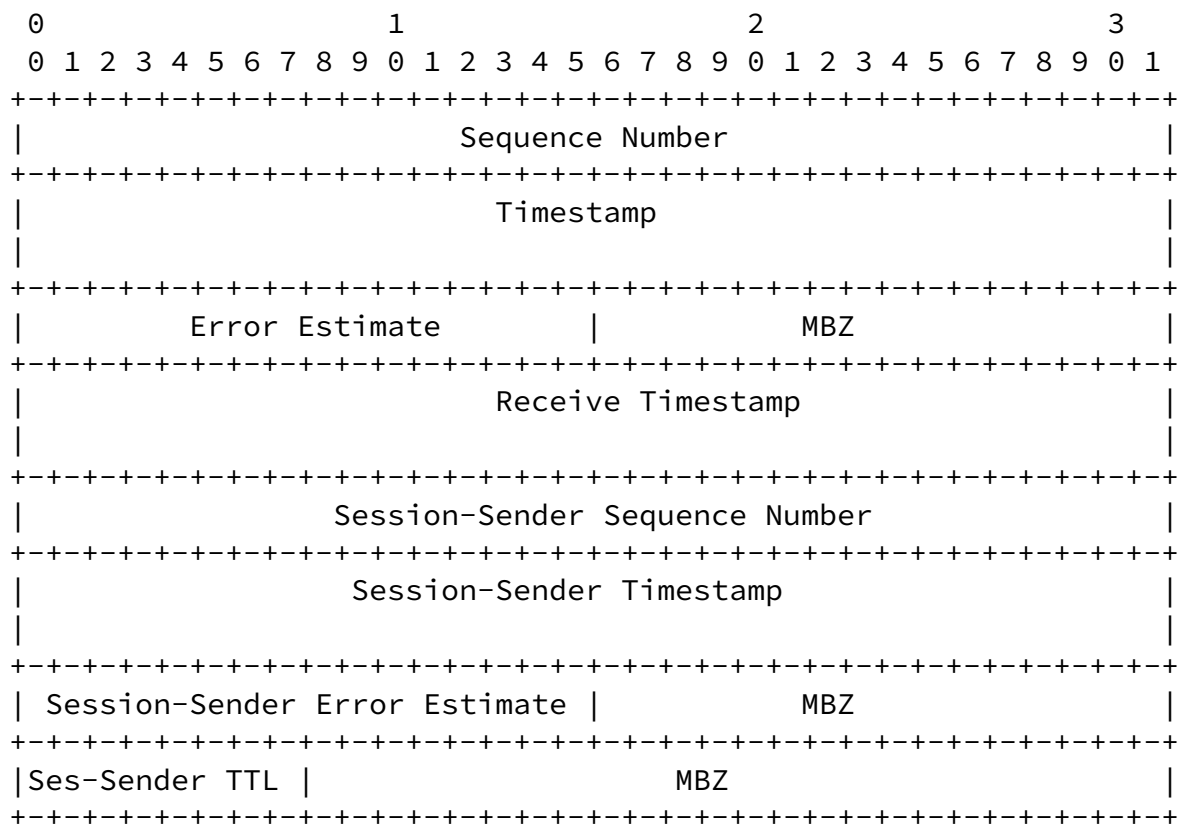 0                   1                   2                   3
 0 1 2 3 4 5 6 7 8 9 0 1 2 3 4 5 6 7 8 9 0 1 2 3 4 5 6 7 8 9 0 1
+-+-+-+-+-+-+-+-+-+-+-+-+-+-+-+-+-+-+-+-+-+-+-+-+-+-+-+-+-+-+-+-+
|                        Sequence Number                        |
+-+-+-+-+-+-+-+-+-+-+-+-+-+-+-+-+-+-+-+-+-+-+-+-+-+-+-+-+-+-+-+-+
|                          Timestamp                            |
|                                                               |
+-+-+-+-+-+-+-+-+-+-+-+-+-+-+-+-+-+-+-+-+-+-+-+-+-+-+-+-+-+-+-+-+
|         Error Estimate        |           MBZ                 |
+-+-+-+-+-+-+-+-+-+-+-+-+-+-+-+-+-+-+-+-+-+-+-+-+-+-+-+-+-+-+-+-+
|                          Receive Timestamp                    |
|                                                               |
+-+-+-+-+-+-+-+-+-+-+-+-+-+-+-+-+-+-+-+-+-+-+-+-+-+-+-+-+-+-+-+-+
|                 Session-Sender Sequence Number                |
+-+-+-+-+-+-+-+-+-+-+-+-+-+-+-+-+-+-+-+-+-+-+-+-+-+-+-+-+-+-+-+-+
|                  Session-Sender Timestamp                     |
|                                                               |
+-+-+-+-+-+-+-+-+-+-+-+-+-+-+-+-+-+-+-+-+-+-+-+-+-+-+-+-+-+-+-+-+
| Session-Sender Error Estimate |           MBZ                 |
+-+-+-+-+-+-+-+-+-+-+-+-+-+-+-+-+-+-+-+-+-+-+-+-+-+-+-+-+-+-+-+-+
|Ses-Sender TTL |                    MBZ                        |
+-+-+-+-+-+-+-+-+-+-+-+-+-+-+-+-+-+-+-+-+-+-+-+-+-+-+-+-+-+-+-+-+